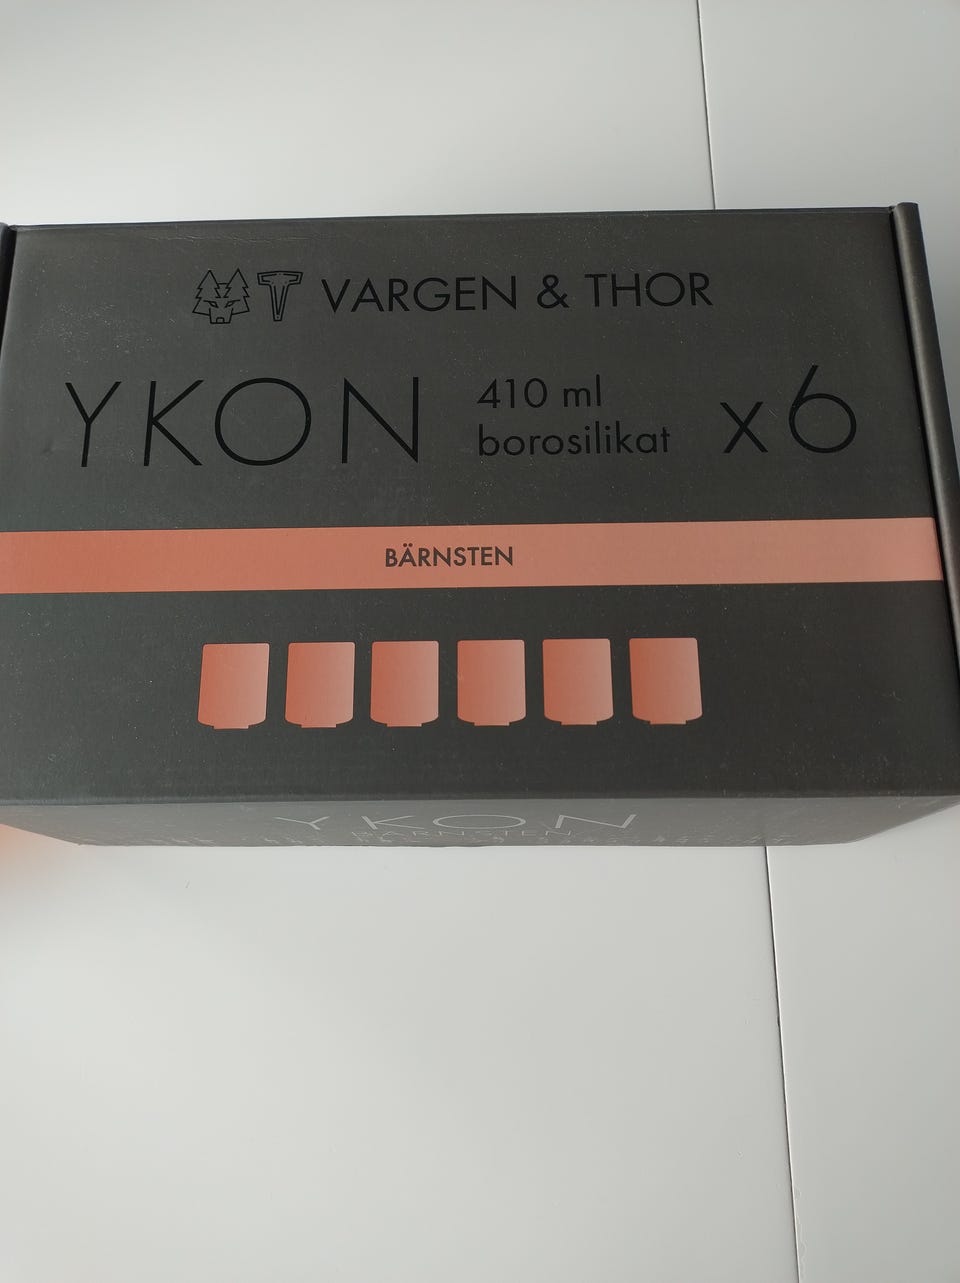 VARGEN & THOR
YKON
410 ml
borosilikat
x6
BÄRNSTEN
YKON
BÄRNSTEN